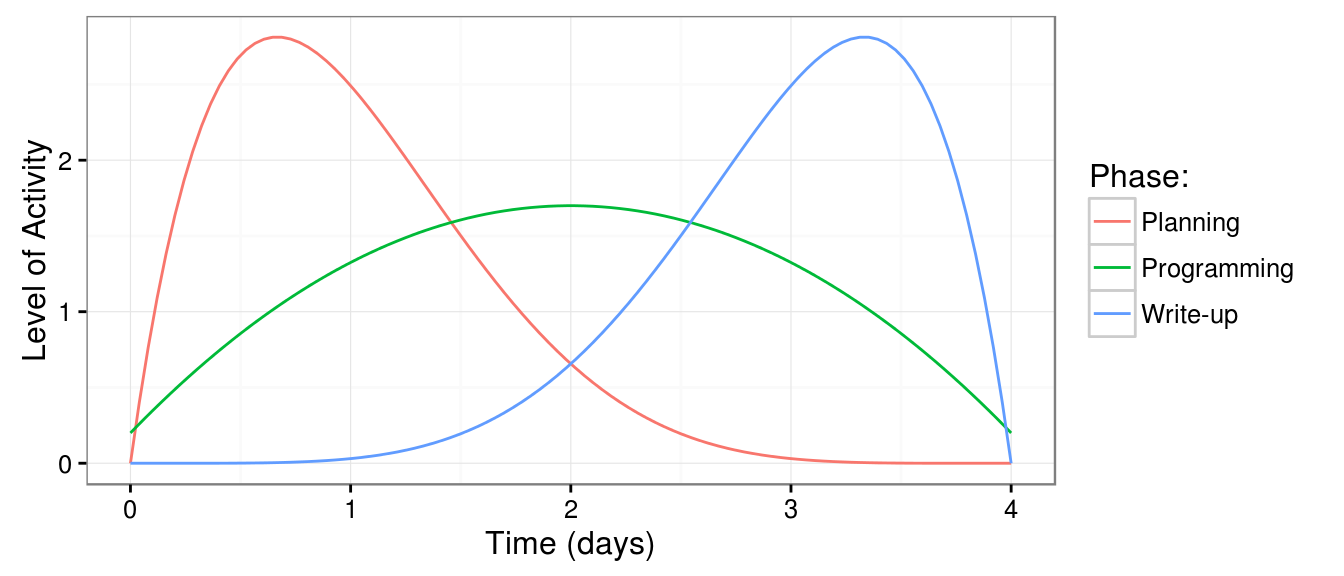 Level of Activity
2
1
0
0 1 2 3 4
Time (days)
Phase:
Planning
Programming
Write-up